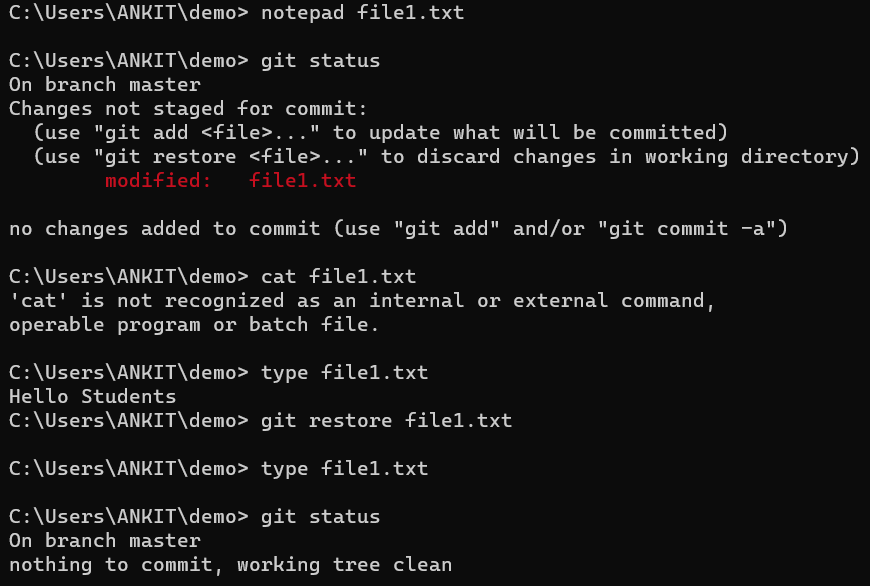 C:\Users\ANKIT\demo> notepad file1.txt
C:\Users\ANKIT\demo> git status
On branch master
Changes not staged for commit:
  (use "git add <file>..." to update what will be committed)
  (use "git restore <file>..." to discard changes in working directory)
        modified:   file1.txt
no changes added to commit (use "git add" and/or "git commit -a")
C:\Users\ANKIT\demo> cat file1.txt
'cat' is not recognized as an internal or external command,
operable program or batch file.
C:\Users\ANKIT\demo> type file1.txt
Hello Students
C:\Users\ANKIT\demo> git restore file1.txt
C:\Users\ANKIT\demo> type file1.txt
C:\Users\ANKIT\demo> git status
On branch master
nothing to commit, working tree clean